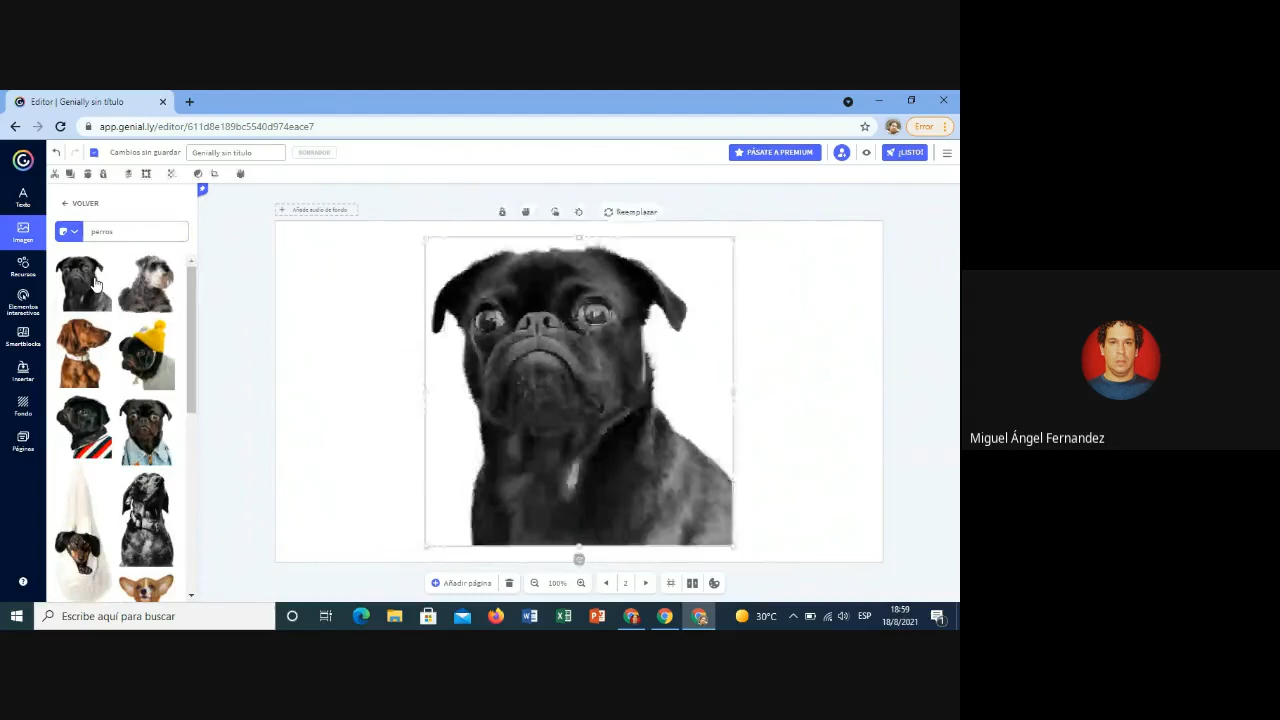 Editor | Genially sin título
app.genial.ly/editor/611d8e189bc5540d974eace7
Error
Cambios sin guardar
Genially sin título
BORRADOR
PÁSATE A PREMIUM
¡LISTO!
VOLVER
perros
Texto
Imagen
Recursos
Elementos interactivos
Smartblocks
Insertar
Fondo
Páginas
Añade audio de fondo
Reemplazar
Miguel Ángel Fernandez
Añadir página
100%
2
Escribe aquí para buscar
30°C
ESP
18:59
18/8/2021
1